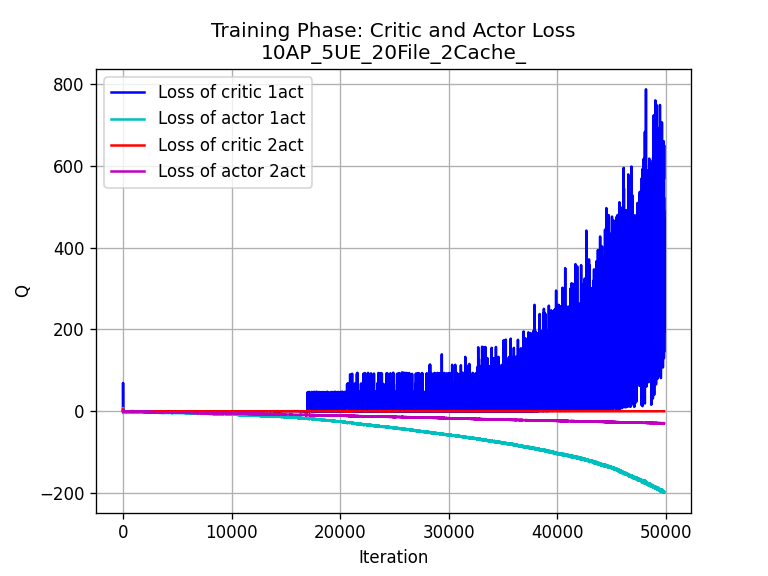 Training Phase: Critic and Actor Loss
10AP_5UE_20File_2Cache_
Loss of critic 1act
Loss of actor 1act
Loss of critic 2act
Loss of actor 2act
800
600
400
200
0
−200
Q
0
10000
20000
30000
40000
50000
Iteration